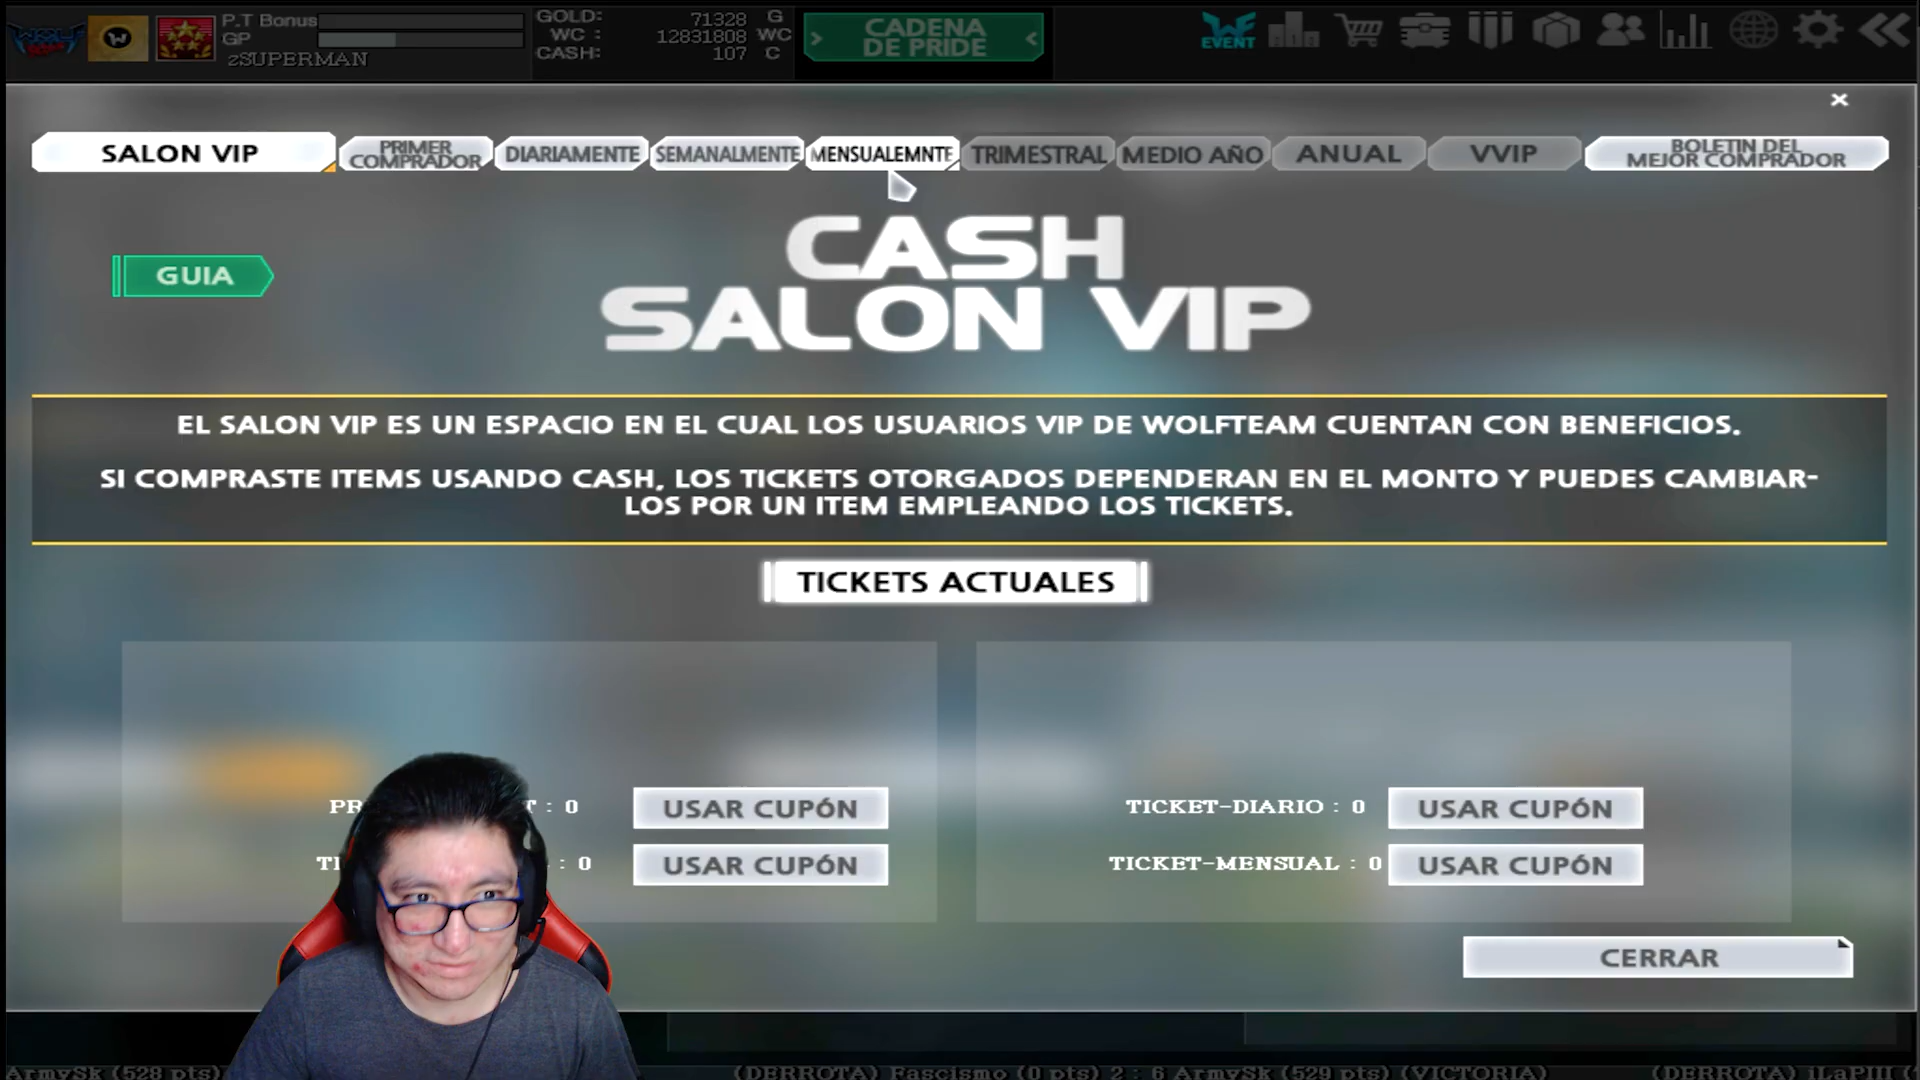 P.T Bonus
GP
zSUPERMAN
GOLD: 71328 G
WC : 12831808 WC
CASH: 107 C
CADENA
DE PRIDE
EVENT
SALON VIP
PRIMER
COMPRADOR
DIARIAMENTE
SEMANALMENTE
MENSUALEMNTE
TRIMESTRAL
MEDIO AÑO
ANUAL
VVIP
BOLETIN DEL
MEJOR COMPRADOR
GUIA
CASH
SALON VIP
EL SALON VIP ES UN ESPACIO EN EL CUAL LOS USUARIOS VIP DE WOLFTEAM CUENTAN CON BENEFICIOS.
SI COMPRASTE ITEMS USANDO CASH, LOS TICKETS OTORGADOS DEPENDERAN EN EL MONTO Y PUEDES CAMBIAR-
LOS POR UN ITEM EMPLEANDO LOS TICKETS.
TICKETS ACTUALES
: 0 USAR CUPÓN
TICKET-DIARIO : 0 USAR CUPÓN
: 0 USAR CUPÓN
TICKET-MENSUAL : 0 USAR CUPÓN
CERRAR
ArmySk (528 pts)
(DERROTA) Fascismo (0 pts) 2 : 6 ArmySk (529 pts) (VICTORIA)
(DERROTA) iLaPIII